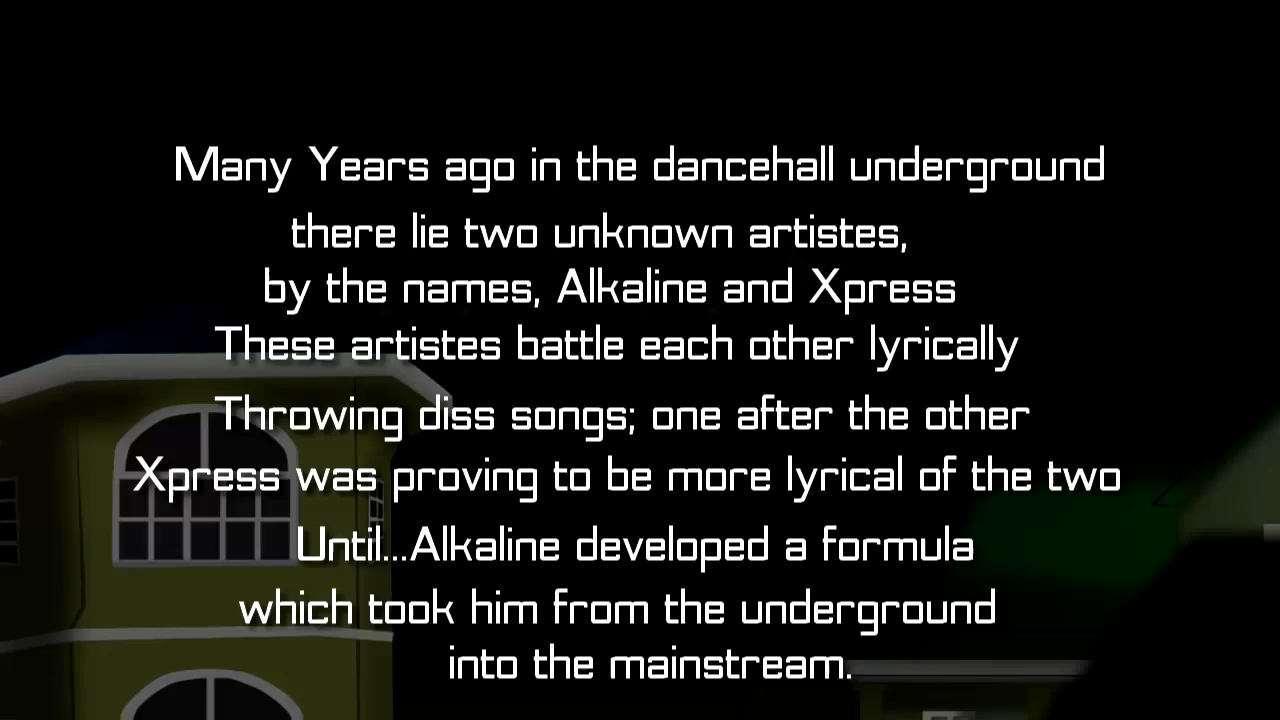 Many Years ago in the dancehall underground
there lie two unknown artistes,
by the names, Alkaline and Xpress
These artistes battle each other lyrically
Throwing diss songs; one after the other
Xpress was proving to be more lyrical of the two
Until...Alkaline developed a formula
which took him from the underground
into the mainstream.